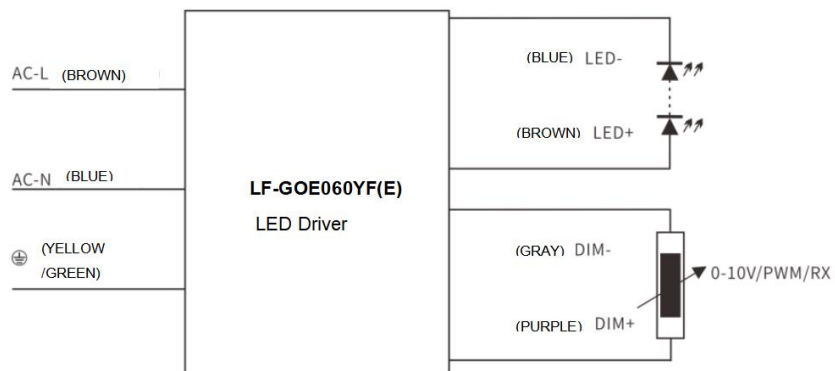 AC-L (BROWN)
AC-N (BLUE)
(YELLOW
/GREEN)
LF-GOE060YF(E)
LED Driver
(BLUE) LED-
(BROWN) LED+
(GRAY) DIM-
(PURPLE) DIM+
0-10V/PWM/RX